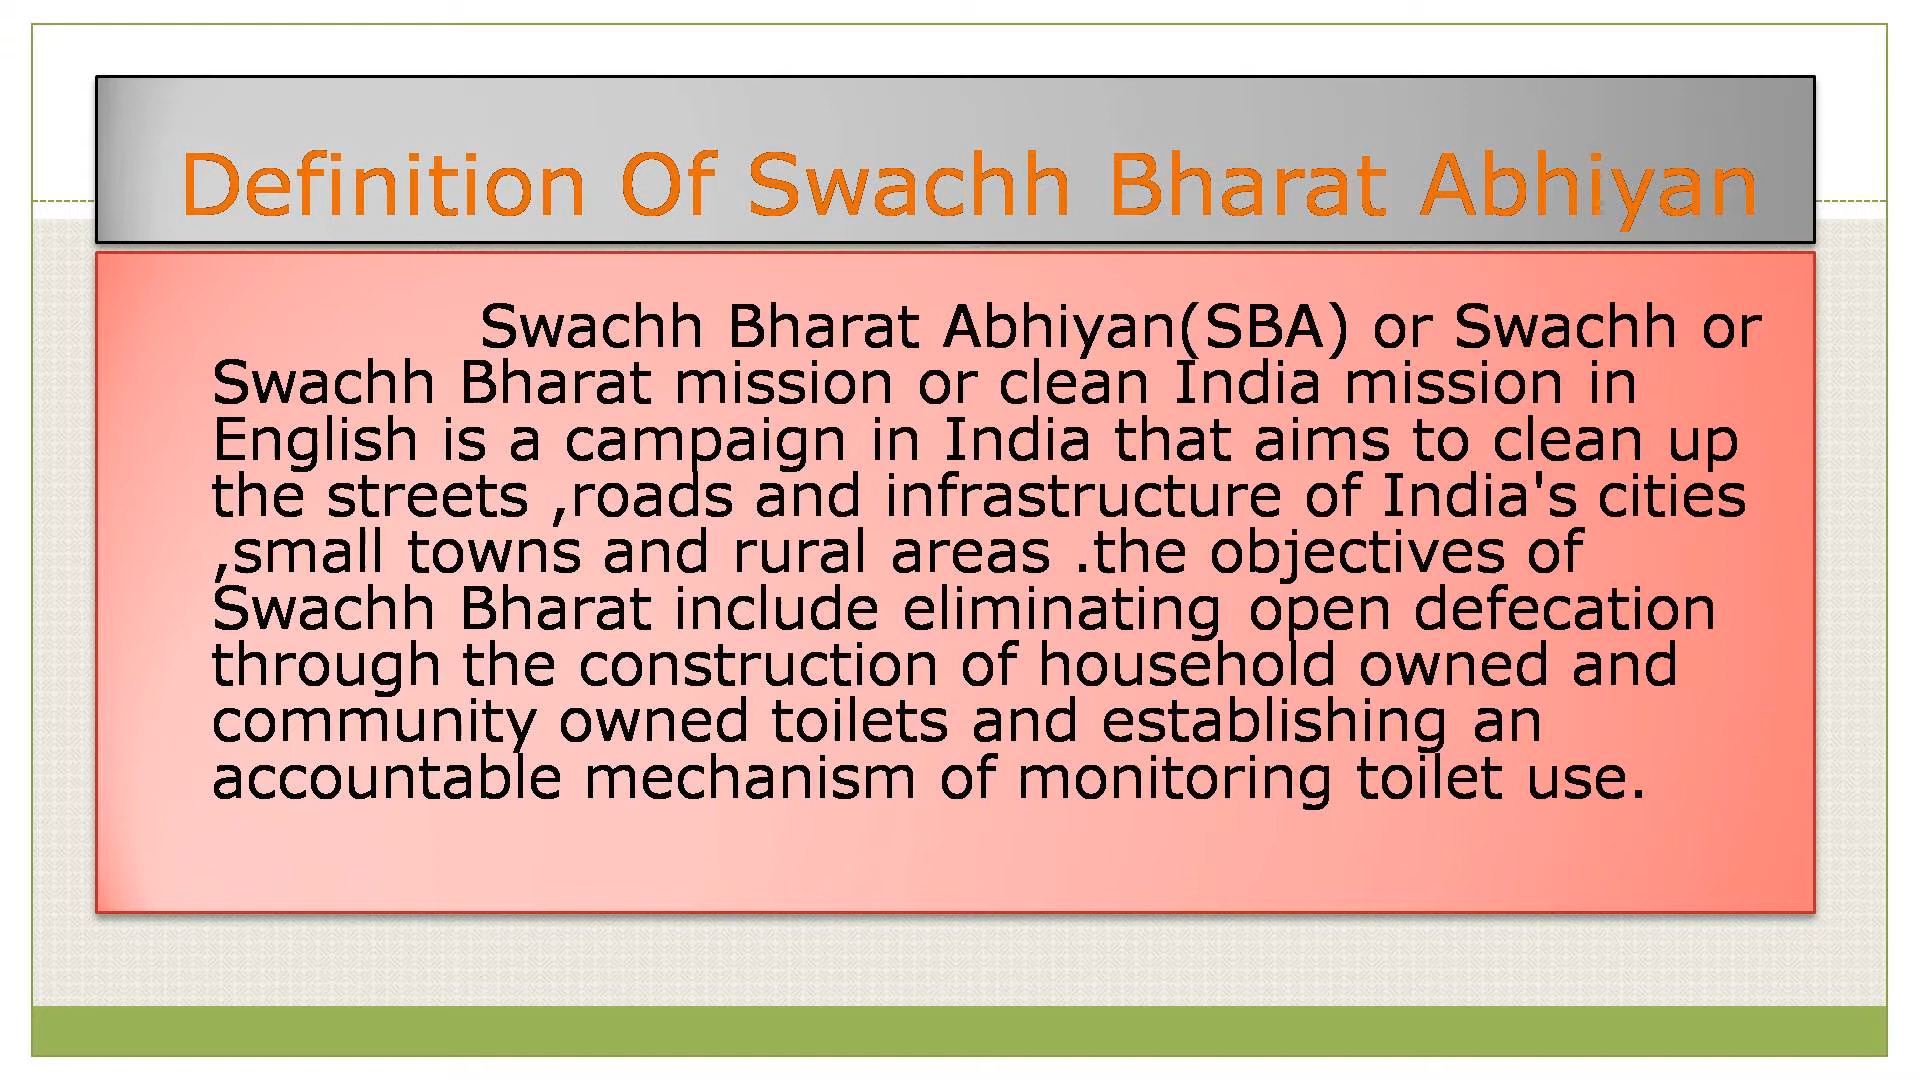 Definition Of Swachh Bharat Abhiyan
Swachh Bharat Abhiyan(SBA) or Swachh or
Swachh Bharat mission or clean India mission in
English is a campaign in India that aims to clean up
the streets ,roads and infrastructure of India's cities
,small towns and rural areas .the objectives of
Swachh Bharat include eliminating open defecation
through the construction of household owned and
community owned toilets and establishing an
accountable mechanism of monitoring toilet use.